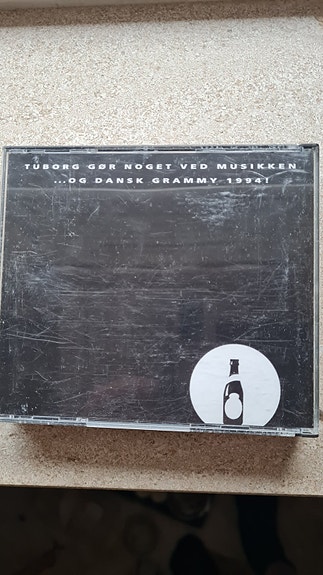 TUBORG GØR NOGET VED MUSIKKEN
...OG DANSK GRAMMY 1994!